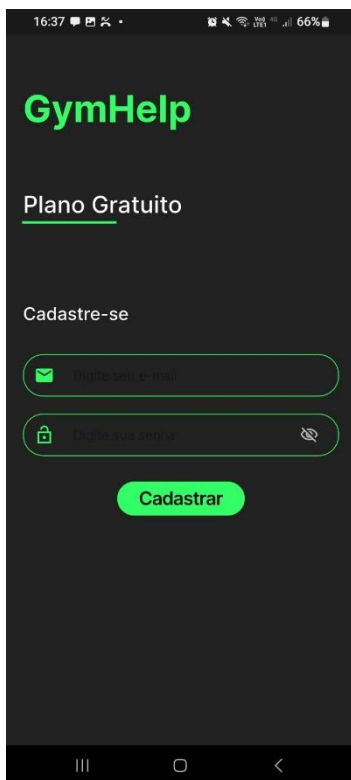 16:37
66%
GymHelp
Plano Gratuito
Cadastre-se
Digite seu e-mail
Digite sua senha
Cadastrar